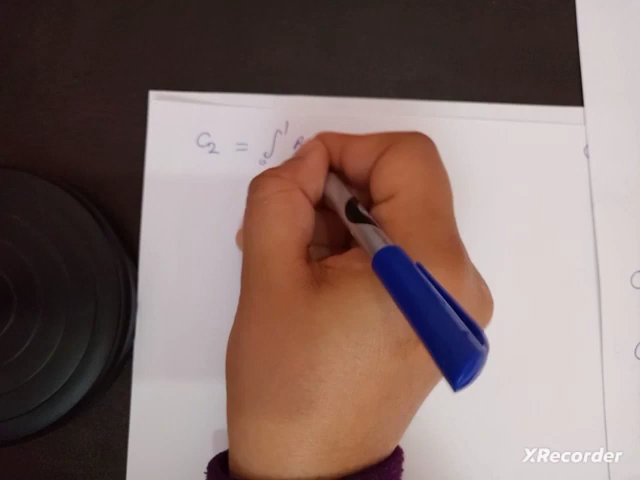 C₂ = ∫₀¹
XRecorder